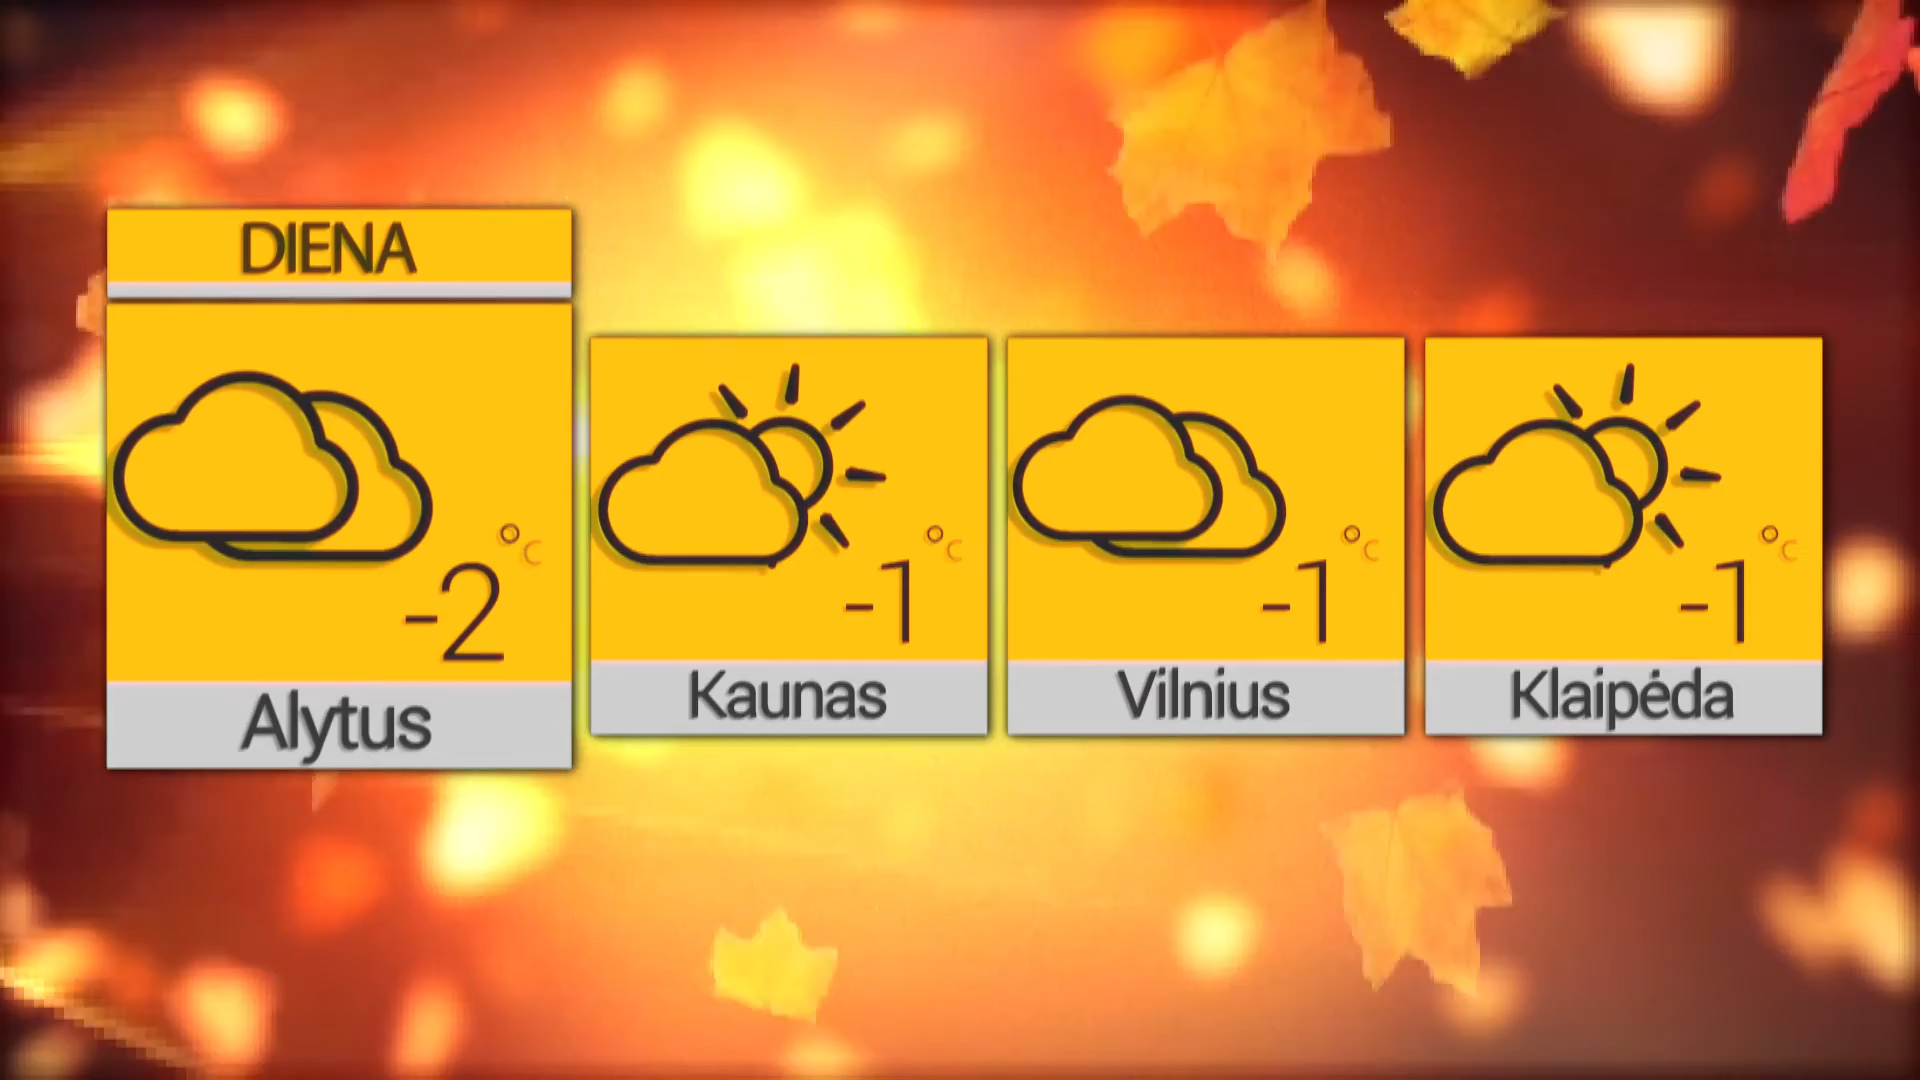 DIENA
-2 °C
Alytus
-1 °C
Kaunas
-1 °C
Vilnius
-1 °C
Klaipėda